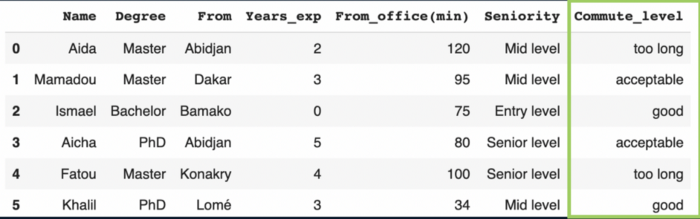 Name Degree From Years_exp From_office(min) Seniority Commute_level
0 Aida Master Abidjan 2 120 Mid level too long
1 Mamadou Master Dakar 3 95 Mid level acceptable
2 Ismael Bachelor Bamako 0 75 Entry level good
3 Aicha PhD Abidjan 5 80 Senior level acceptable
4 Fatou Master Konakry 4 100 Senior level too long
5 Khalil PhD Lomé 3 34 Mid level good